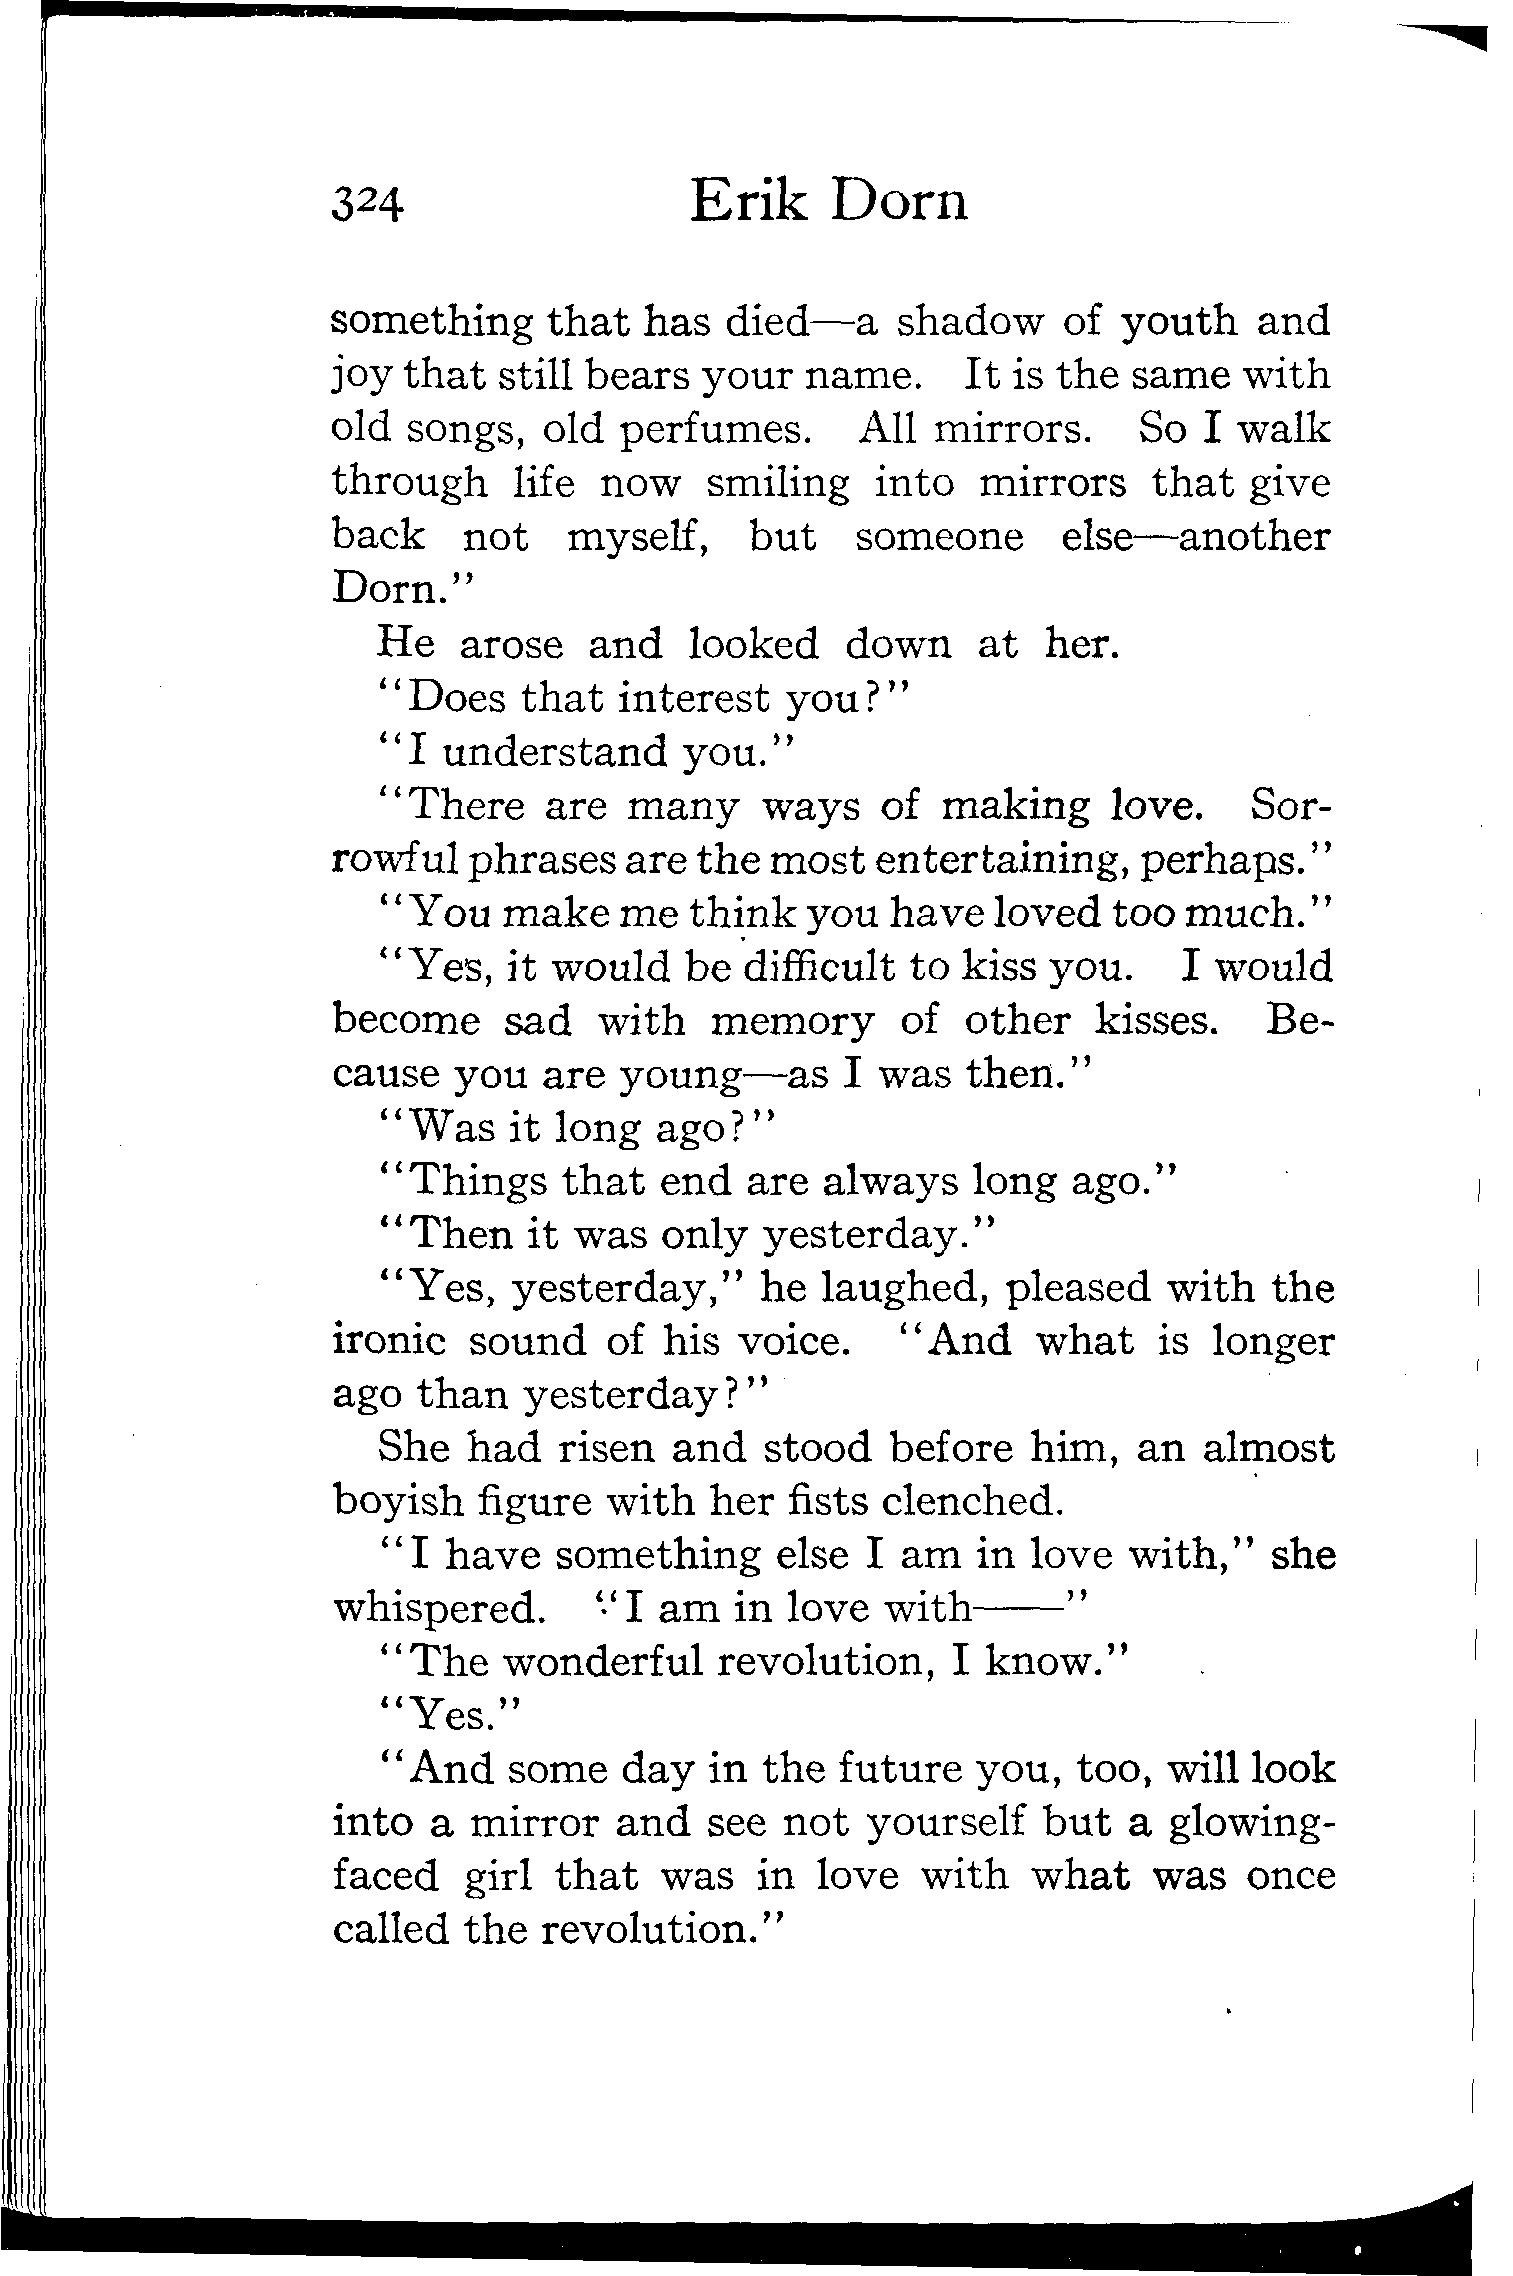 324 Erik Dorn
something that has died—a shadow of youth and
joy that still bears your name. It is the same with
old songs, old perfumes. All mirrors. So I walk
through life now smiling into mirrors that give
back not myself, but someone else—another
Dorn."
He arose and looked down at her.
"Does that interest you?"
"I understand you."
"There are many ways of making love. Sor-
rowful phrases are the most entertaining, perhaps."
"You make me think you have loved too much."
"Yes, it would be difficult to kiss you. I would
become sad with memory of other kisses. Be-
cause you are young—as I was then."
"Was it long ago?"
"Things that end are always long ago."
"Then it was only yesterday."
"Yes, yesterday," he laughed, pleased with the
ironic sound of his voice. "And what is longer
ago than yesterday?"
She had risen and stood before him, an almost
boyish figure with her fists clenched.
"I have something else I am in love with," she
whispered. "I am in love with——"
"The wonderful revolution, I know."
"Yes."
"And some day in the future you, too, will look
into a mirror and see not yourself but a glowing-
faced girl that was in love with what was once
called the revolution."